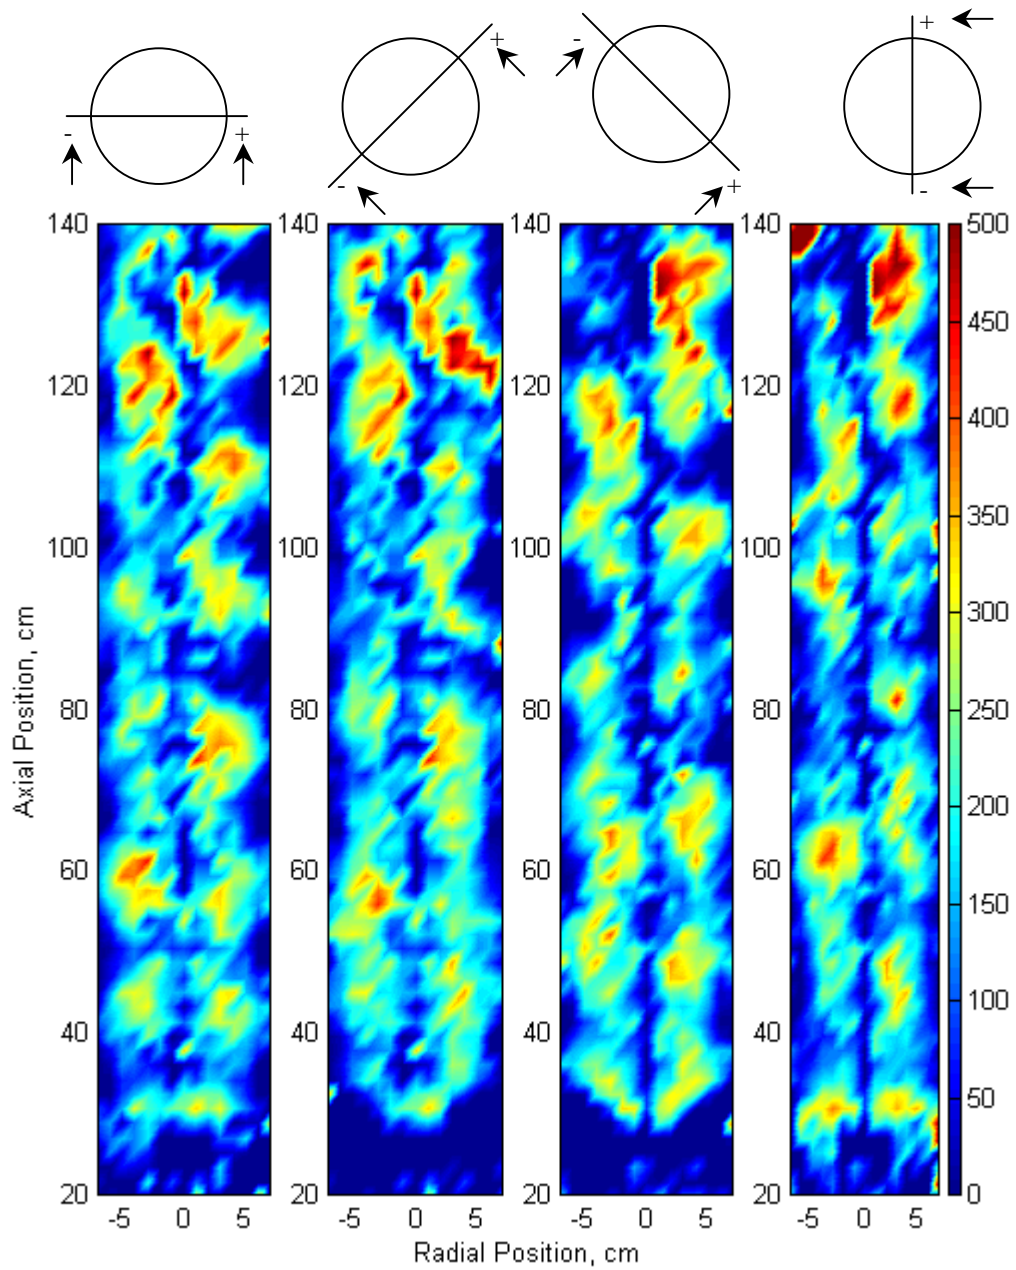 + + - +
- + - + -
140 140 140 140 500
450
120 120 120 120 400
350
100 100 100 100 300
250
80 80 80 80 200
60 60 60 60 150
100
40 40 40 40 50
20 20 20 20 0
-5 0 5 -5 0 5 -5 0 5 -5 0 5
Axial Position, cm
Radial Position, cm